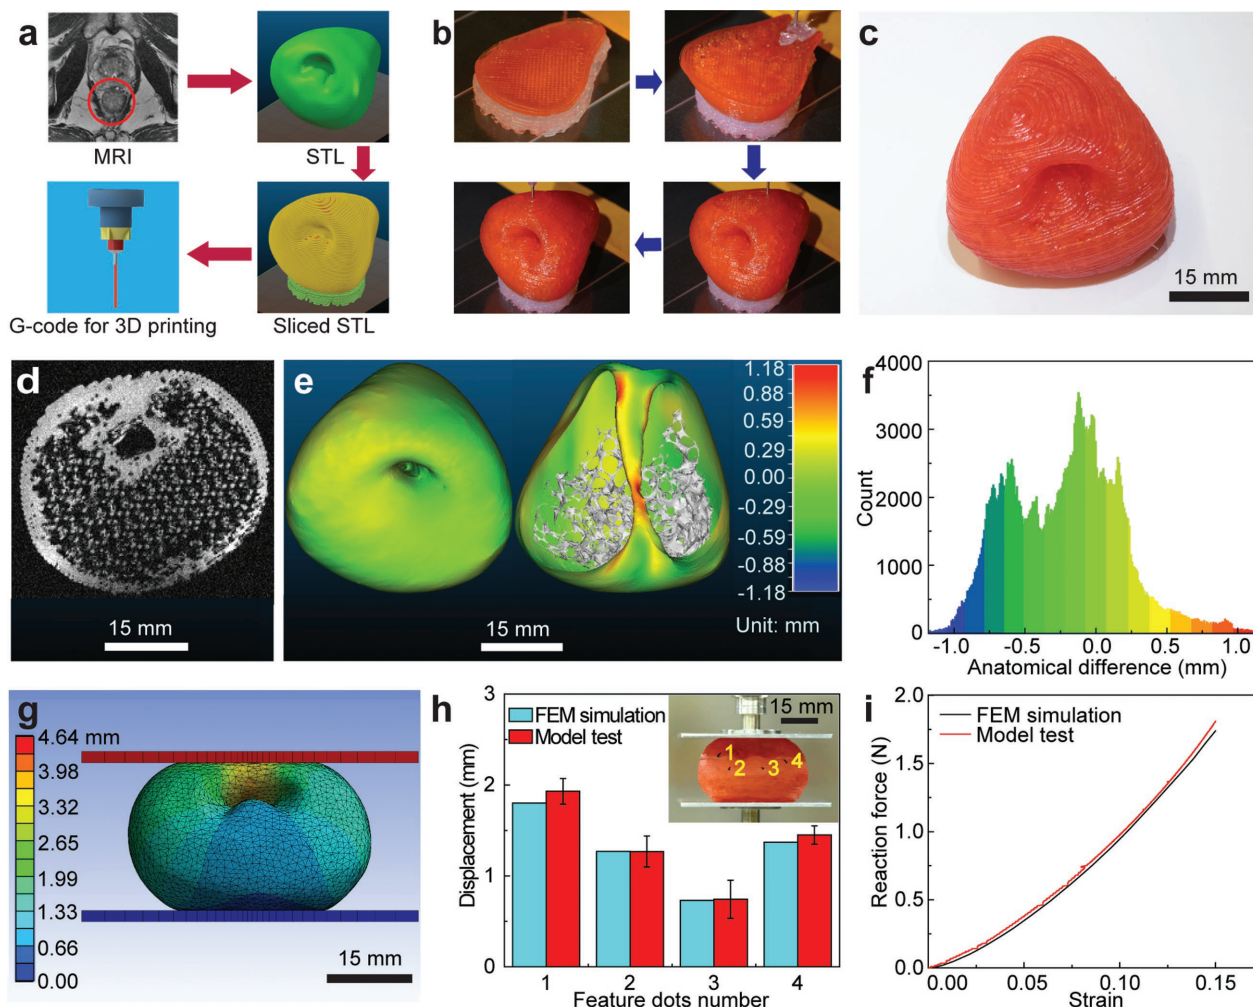 a
MRI
STL
G-code for 3D printing
Sliced STL
b
c
15 mm
d
15 mm
e
15 mm
1.18
0.88
0.59
0.29
0.00
-0.29
-0.59
-0.88
-1.18
Unit: mm
f
4000
3000
2000
1000
0
Count
-1.0
-0.5
0.0
0.5
1.0
Anatomical difference (mm)
g
4.64 mm
3.98
3.32
2.65
1.99
1.33
0.66
0.00
15 mm
h
3
2
1
0
Displacement (mm)
FEM simulation
Model test
15 mm
1
2
3
4
1
2
3
4
Feature dots number
i
2.0
1.5
1.0
0.5
0.0
Reaction force (N)
FEM simulation
Model test
0.00
0.05
0.10
0.15
Strain